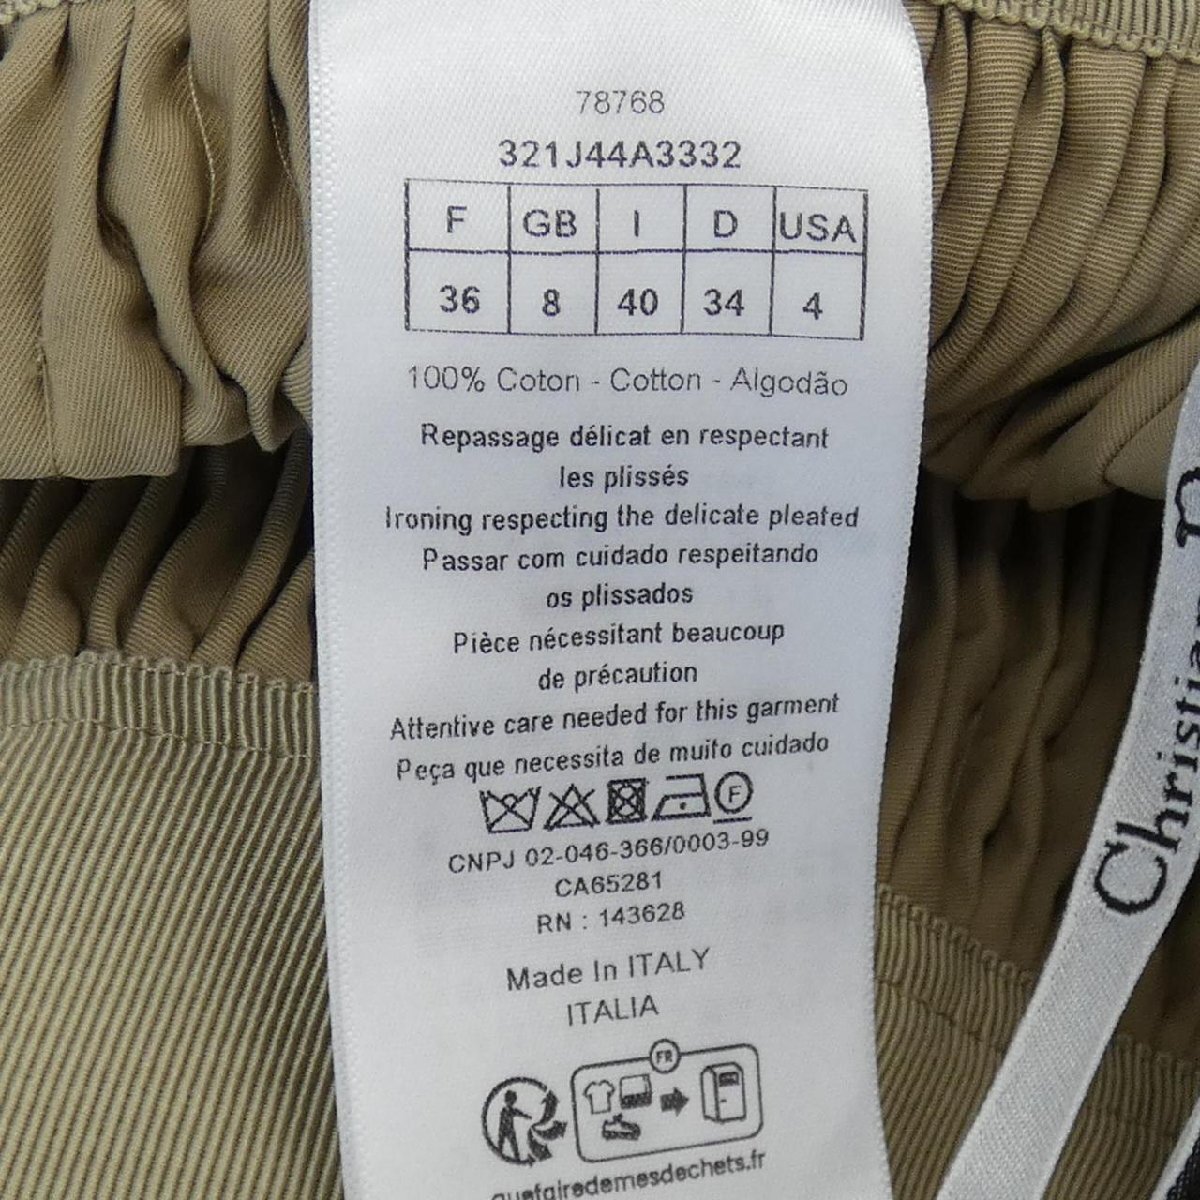 78768
321J44A3332
F GB I D USA
36 8 40 34 4
100% Coton - Cotton - Algodão
Repassage délicat en respectant
les plissés
Ironing respecting the delicate pleated
Passar com cuidado respeitando
os plissados
Pièce nécessitant beaucoup
de précaution
Attentive care needed for this garment
Peça que necessita de muito cuidado
F
CNPJ 02-046-366/0003-99
CA65281
RN : 143628
Made In ITALY
ITALIA
FR
quefairedemesdechets.fr
Christian